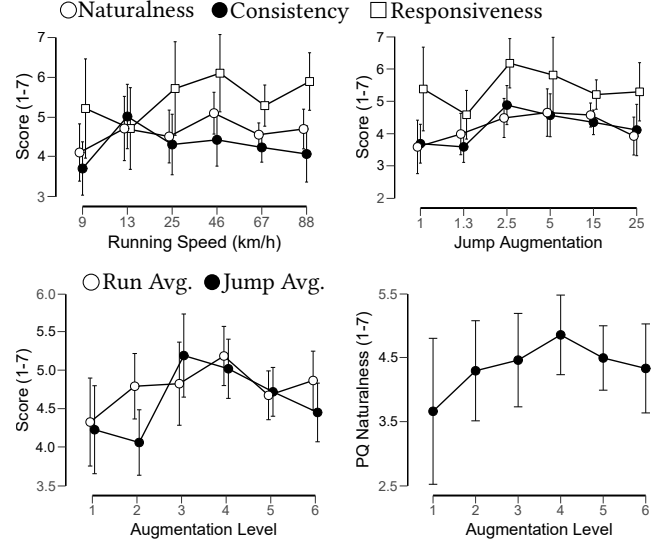 Naturalness Consistency Responsiveness
7
6
5
4
3
Score (1-7)
9 13 25 46 67 88
Running Speed (km/h)
7
6
5
4
3
2
Score (1-7)
1 1.3 2.5 5 15 25
Jump Augmentation
Run Avg. Jump Avg.
6.0
5.5
5.0
4.5
4.0
3.5
Score (1-7)
1 2 3 4 5 6
Augmentation Level
5.5
4.5
3.5
2.5
PQ Naturalness (1-7)
1 2 3 4 5 6
Augmentation Level